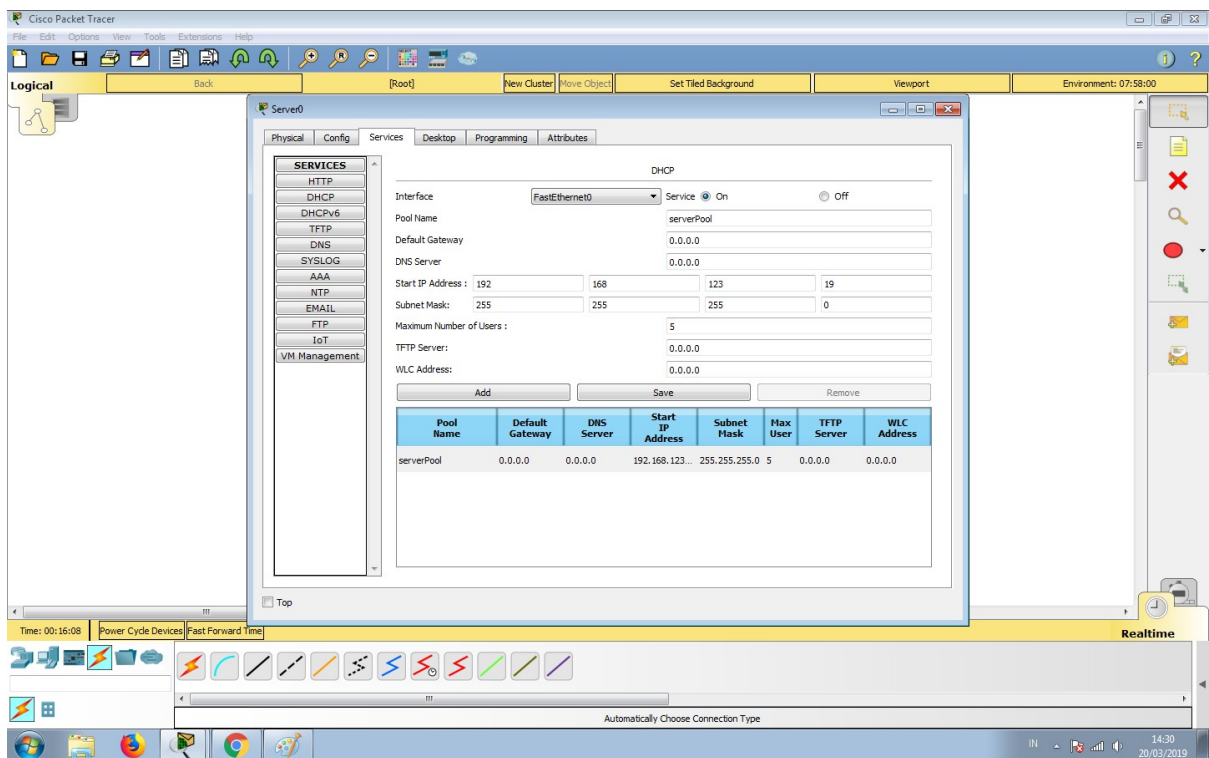 Cisco Packet Tracer
File Edit Options View Tools Extensions Help
Logical Back [Root] New Cluster Move Object Set Tiled Background Viewport Environment: 07:58:00
Server0
Physical Config Services Desktop Programming Attributes
SERVICES
HTTP
DHCP
DHCPv6
TFTP
DNS
SYSLOG
AAA
NTP
EMAIL
FTP
IoT
VM Management
DHCP
Interface FastEthernet0 Service On Off
Pool Name serverPool
Default Gateway 0.0.0.0
DNS Server 0.0.0.0
Start IP Address : 192 168 123 19
Subnet Mask: 255 255 255 0
Maximum Number of Users : 5
TFTP Server: 0.0.0.0
WLC Address: 0.0.0.0
Add Save Remove
Pool Name Default Gateway DNS Server Start IP Address Subnet Mask Max User TFTP Server WLC Address
serverPool 0.0.0.0 0.0.0.0 192.168.123... 255.255.255.0 5 0.0.0.0 0.0.0.0
Top
Time: 00:16:08 Power Cycle Devices Fast Forward Time Realtime
Automatically Choose Connection Type
IN 14:30
20/03/2019